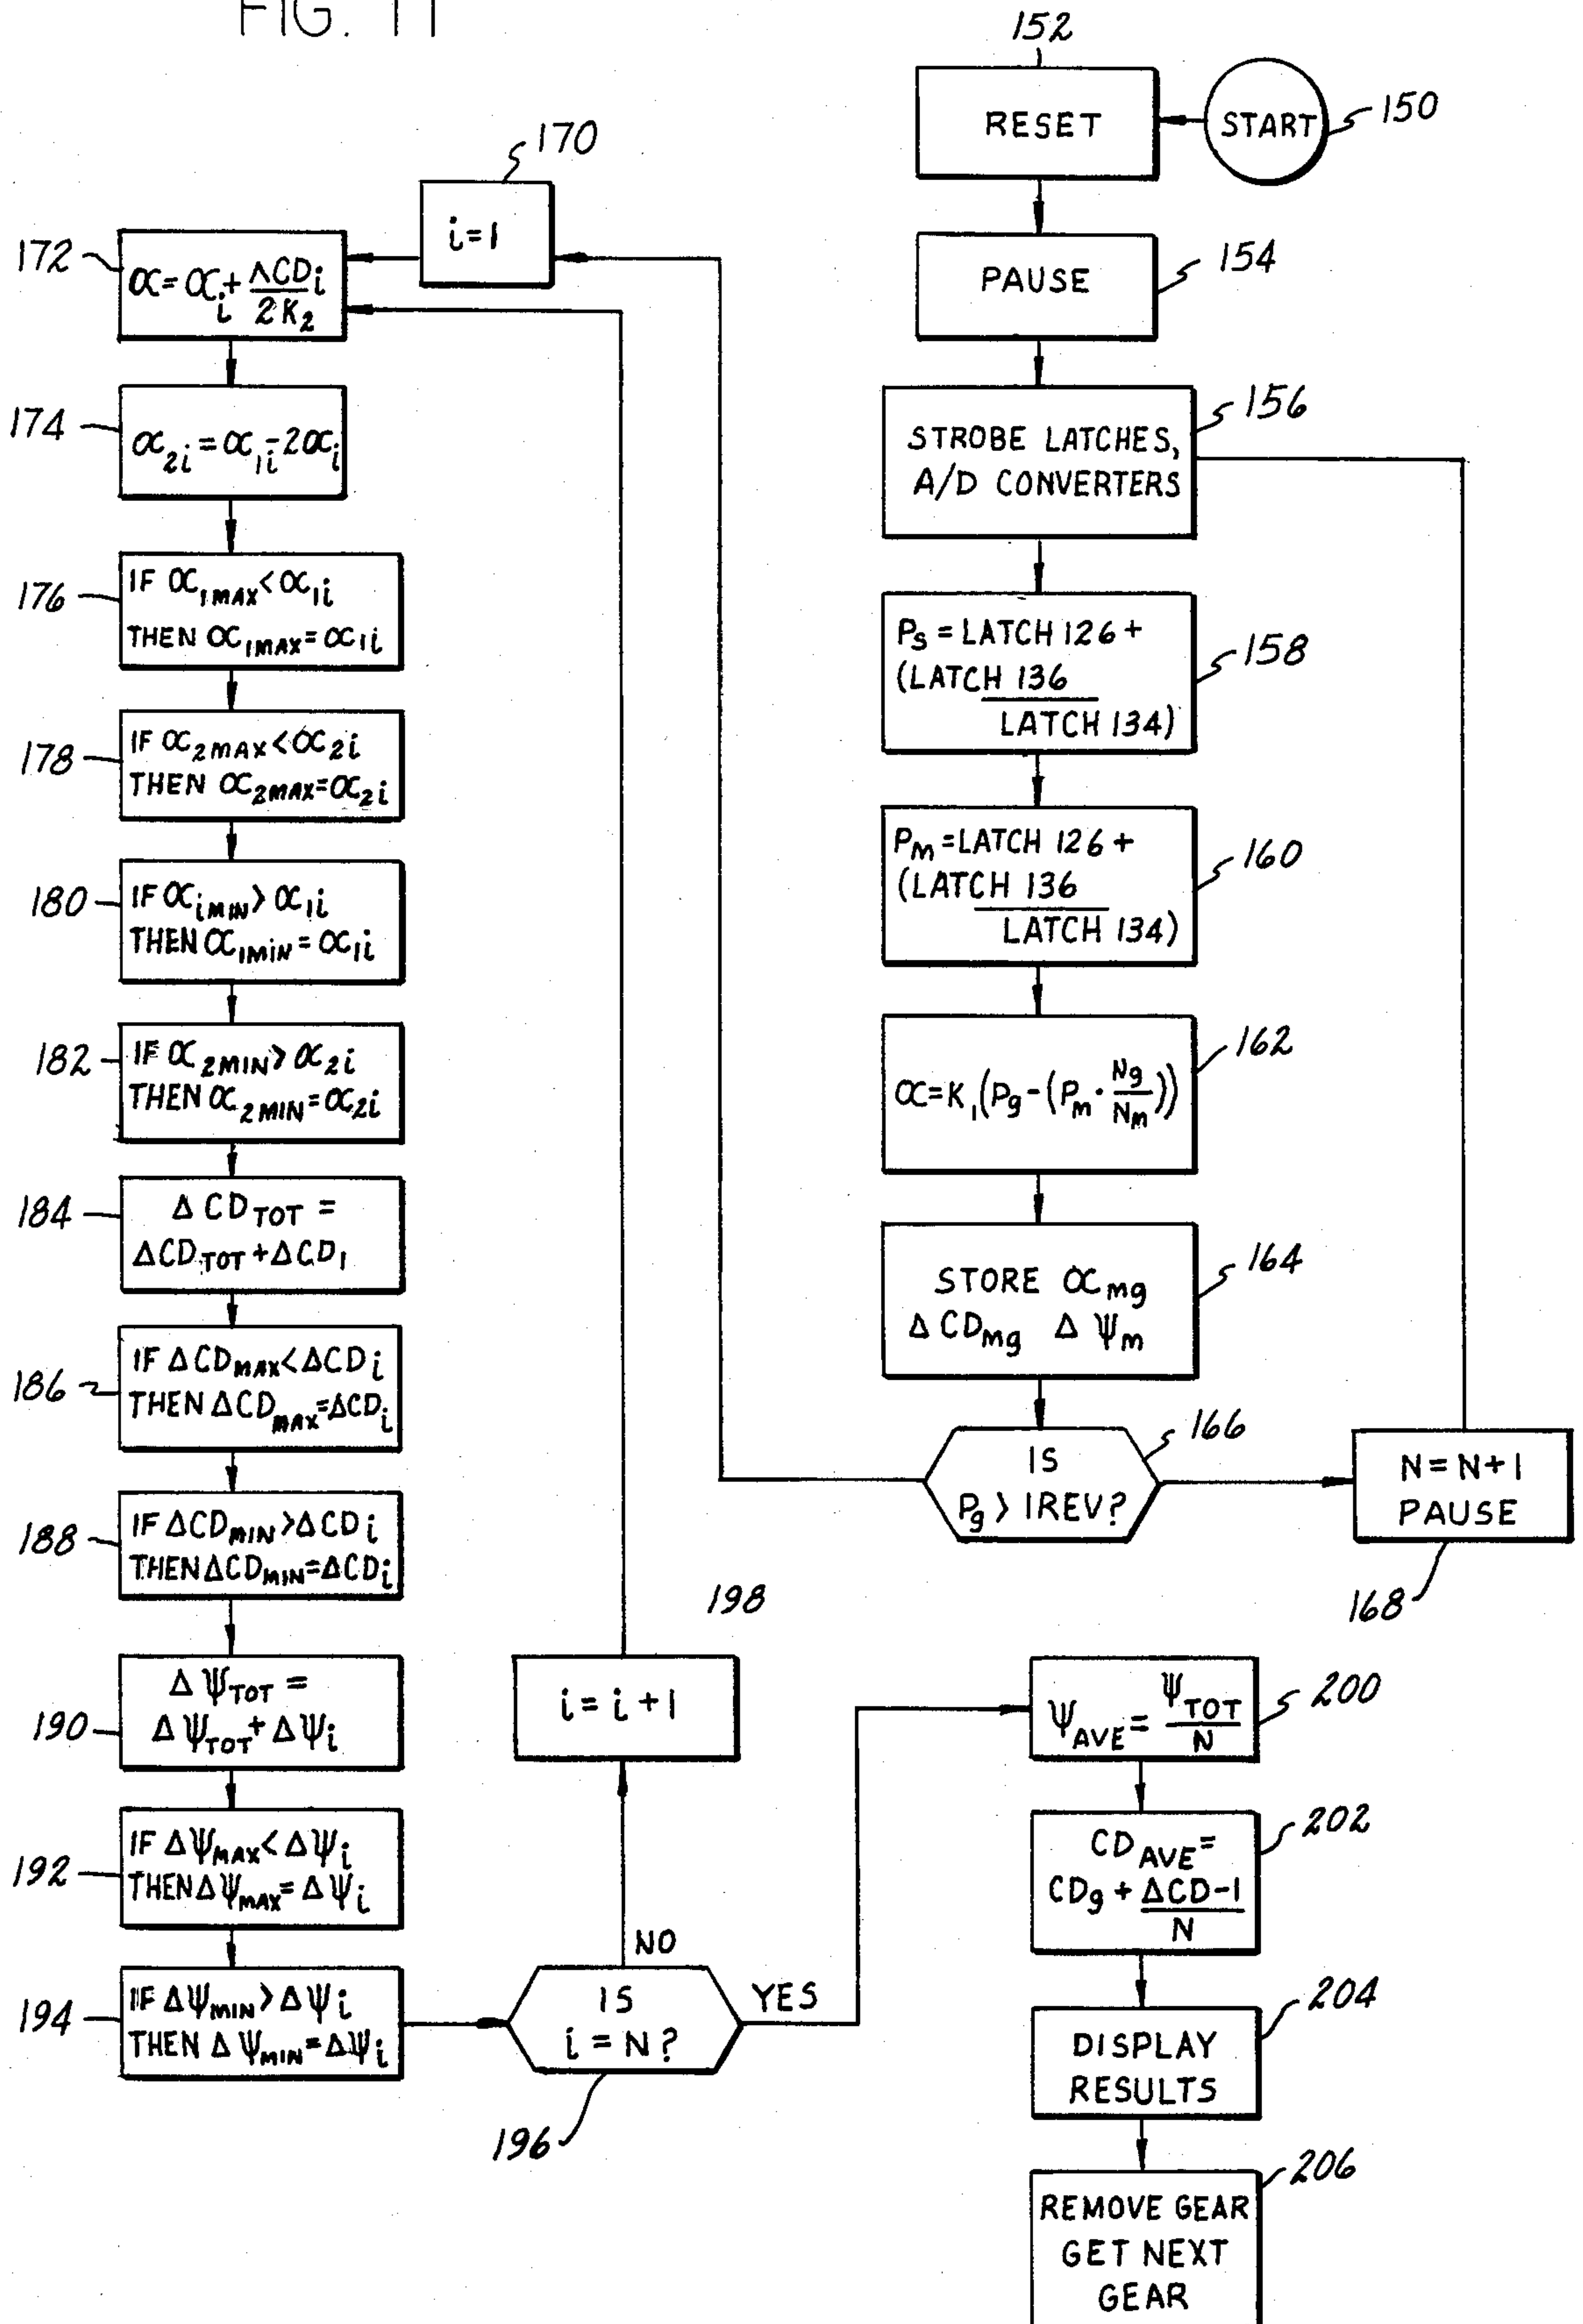 FIG. 11
152
RESET
START
150
PAUSE
154
STROBE LATCHES,
A/D CONVERTERS
156
PS = LATCH 126 +
(LATCH 136
LATCH 134)
158
Pm = LATCH 126 +
(LATCH 136
LATCH 134)
160
α = K1(Pg - (Pm · Ng/Nm))
162
STORE αmg
Δ CDmg Δ Ψm
164
IS
Pg > 1REV?
166
N = N+1
PAUSE
168
170
i = 1
172
α = αi + ΔCDi/2K2
174
α2i = α1i - 2αi
176
IF α1MAX < α1i
THEN α1MAX = α1i
178
IF α2MAX < α2i
THEN α2MAX = α2i
180
IF αiMIN > α1i
THEN α1MIN = α1i
182
IF α2MIN > α2i
THEN α2MIN = α2i
184
Δ CDTOT =
ΔCDTOT + ΔCD1
186
IF ΔCDMAX < ΔCDi
THEN ΔCDMAX = ΔCDi
188
IF ΔCDMIN > ΔCDi
THEN ΔCDMIN = ΔCDi
190
Δ ΨTOT =
Δ ΨTOT + ΔΨi
192
IF ΔΨMAX < ΔΨi
THEN ΔΨMAX = ΔΨi
194
IF ΔΨMIN > ΔΨi
THEN Δ ΨMIN = ΔΨi
IS
i = N?
196
NO
YES
198
i = i + 1
ΨAVE = ΨTOT/N
200
CDAVE =
CDg + ΔCD-1
N
202
DISPLAY
RESULTS
204
REMOVE GEAR
GET NEXT
GEAR
206